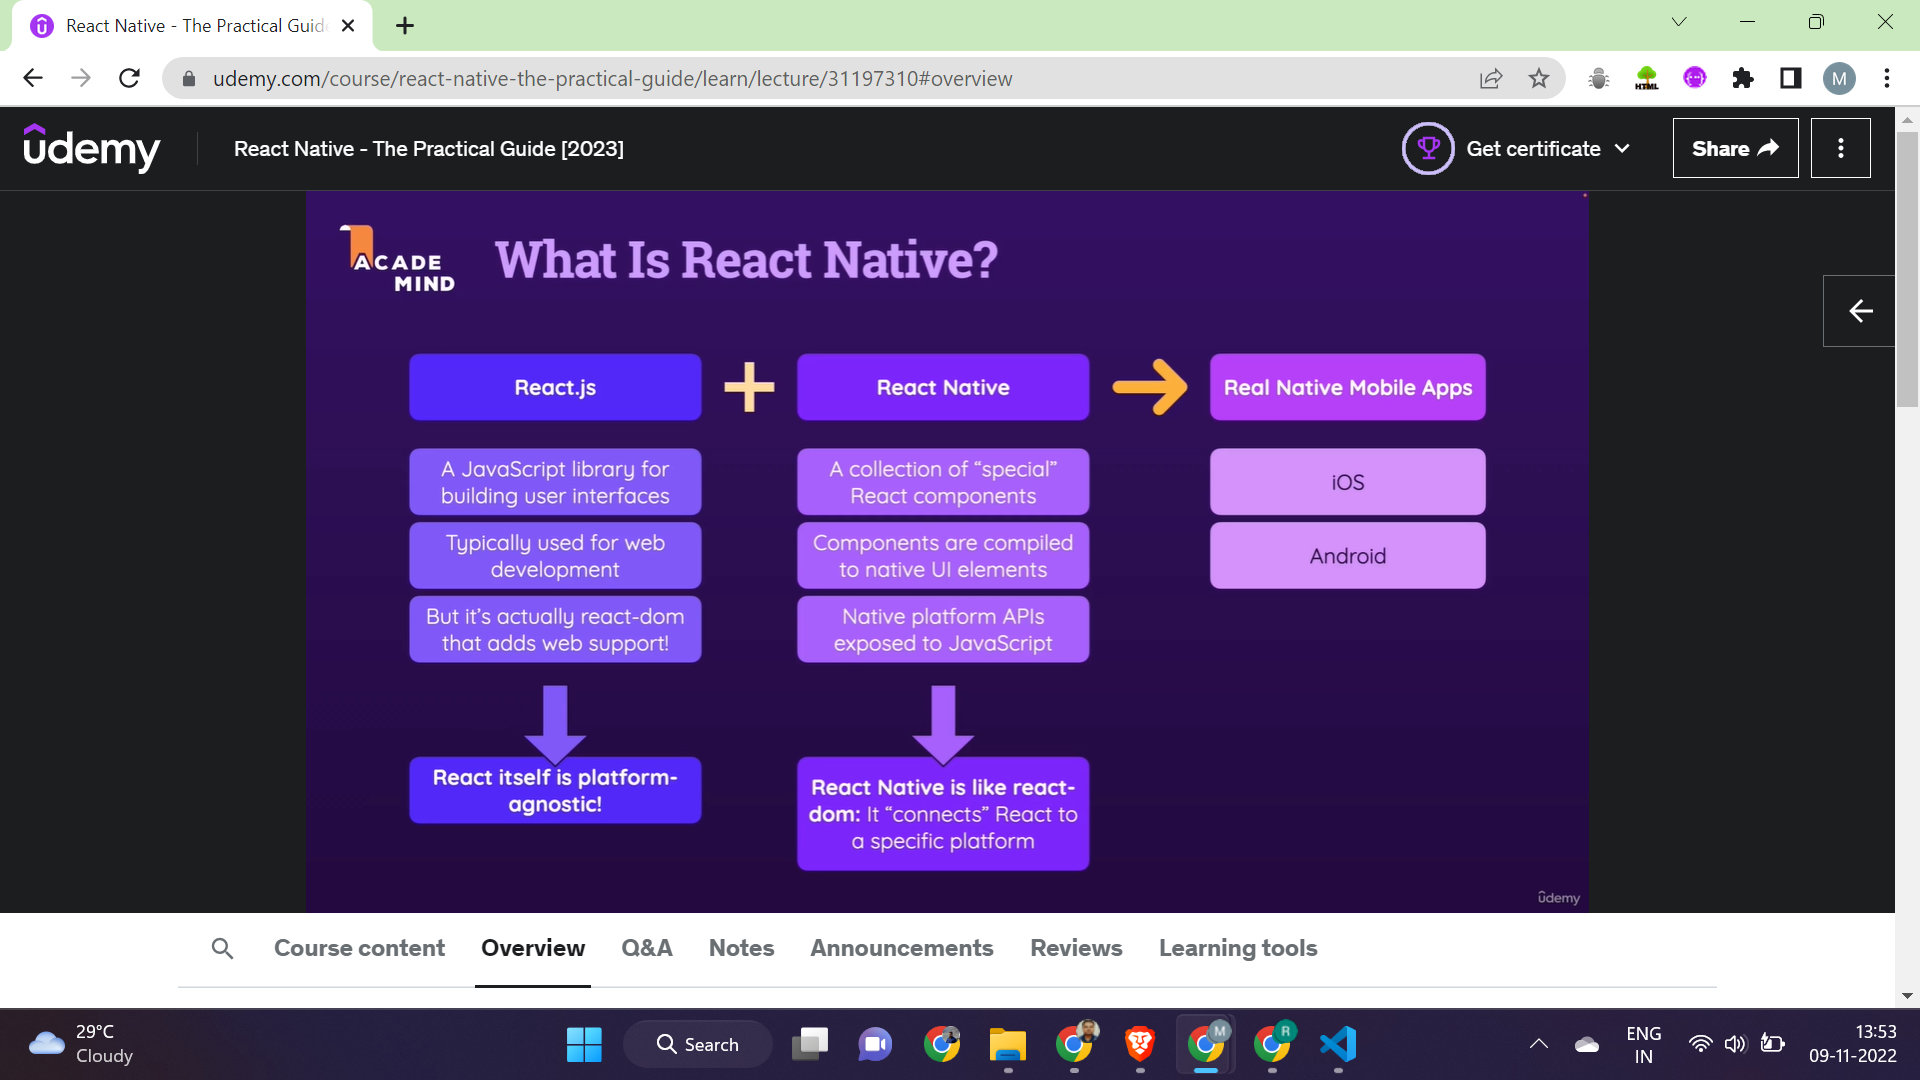 React Native - The Practical Guide
udemy.com/course/react-native-the-practical-guide/learn/lecture/31197310#overview
HTML
M
udemy
React Native - The Practical Guide [2023]
Get certificate
Share
ACADE
MIND
What Is React Native?
React.js
React Native
Real Native Mobile Apps
A JavaScript library for
building user interfaces
Typically used for web
development
But it's actually react-dom
that adds web support!
React itself is platform-
agnostic!
A collection of “special”
React components
Components are compiled
to native UI elements
Native platform APIs
exposed to JavaScript
React Native is like react-
dom: It “connects” React to
a specific platform
iOS
Android
udemy
Course content
Overview
Q&A
Notes
Announcements
Reviews
Learning tools
29°C
Cloudy
Search
M
R
ENG
IN
13:53
09-11-2022